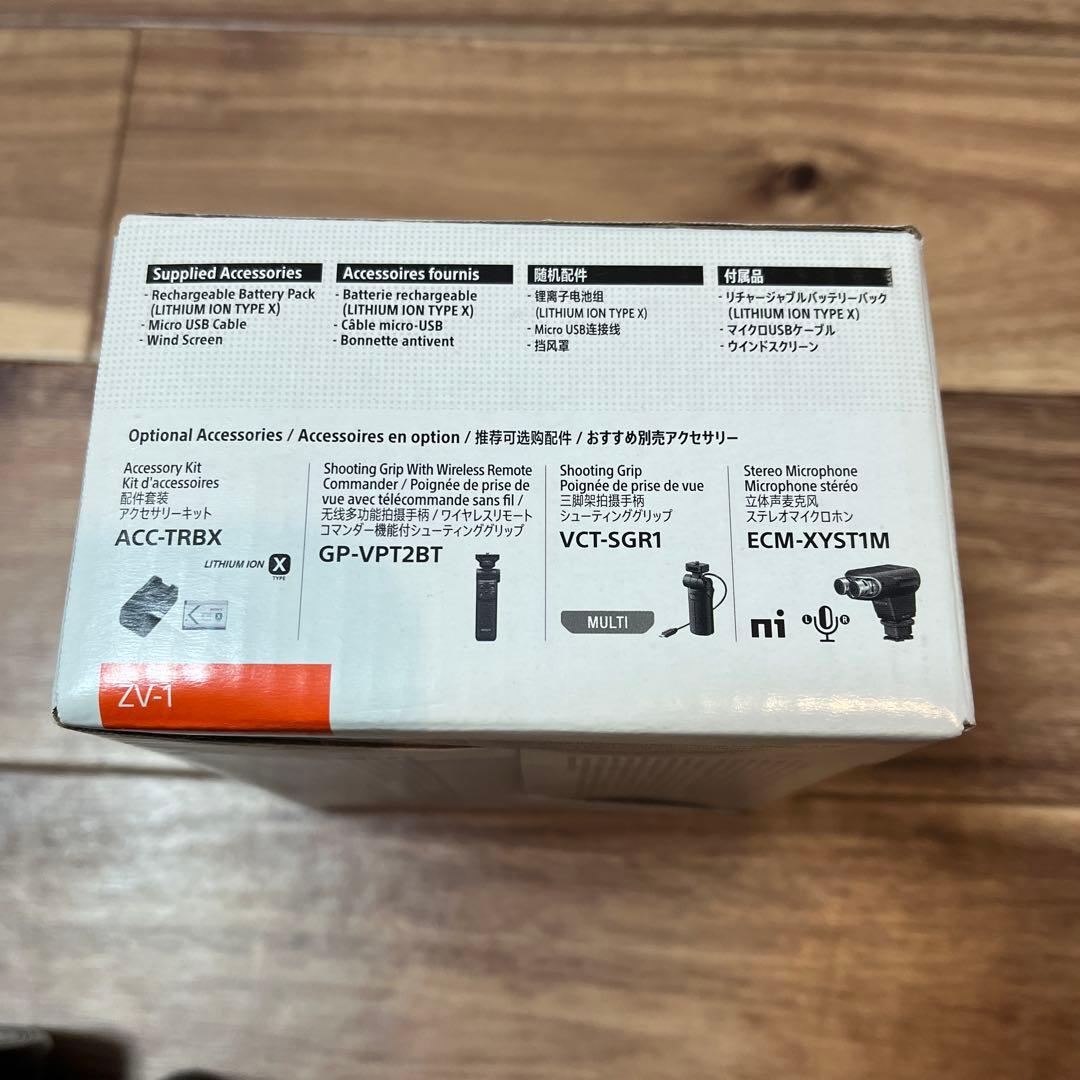 Supplied Accessories
- Rechargeable Battery Pack
(LITHIUM ION TYPE X)
- Micro USB Cable
- Wind Screen
Accessoires fournis
- Batterie rechargeable
(LITHIUM ION TYPE X)
- Câble micro-USB
- Bonnette antivent
随机配件
- 锂离子电池组
(LITHIUM ION TYPE X)
- Micro USB连接线
- 挡风罩
付属品
- リチャージャブルバッテリーパック
(LITHIUM ION TYPE X)
- マイクロUSBケーブル
- ウインドスクリーン
Optional Accessories / Accessoires en option / 推荐可选购配件 / おすすめ別売アクセサリー
Accessory Kit
Kit d'accessoires
配件套装
アクセサリーキット
ACC-TRBX
LITHIUM ION X
TYPE
Shooting Grip With Wireless Remote
Commander / Poignée de prise de
vue avec télécommande sans fil /
无线多功能拍摄手柄 / ワイヤレスリモート
コマンダー機能付シューティンググリップ
GP-VPT2BT
Shooting Grip
Poignée de prise de vue
三脚架拍摄手柄
シューティンググリップ
VCT-SGR1
MULTI
Stereo Microphone
Microphone stéréo
立体声麦克风
ステレオマイクロホン
ECM-XYST1M
mi
L R
ZV-1